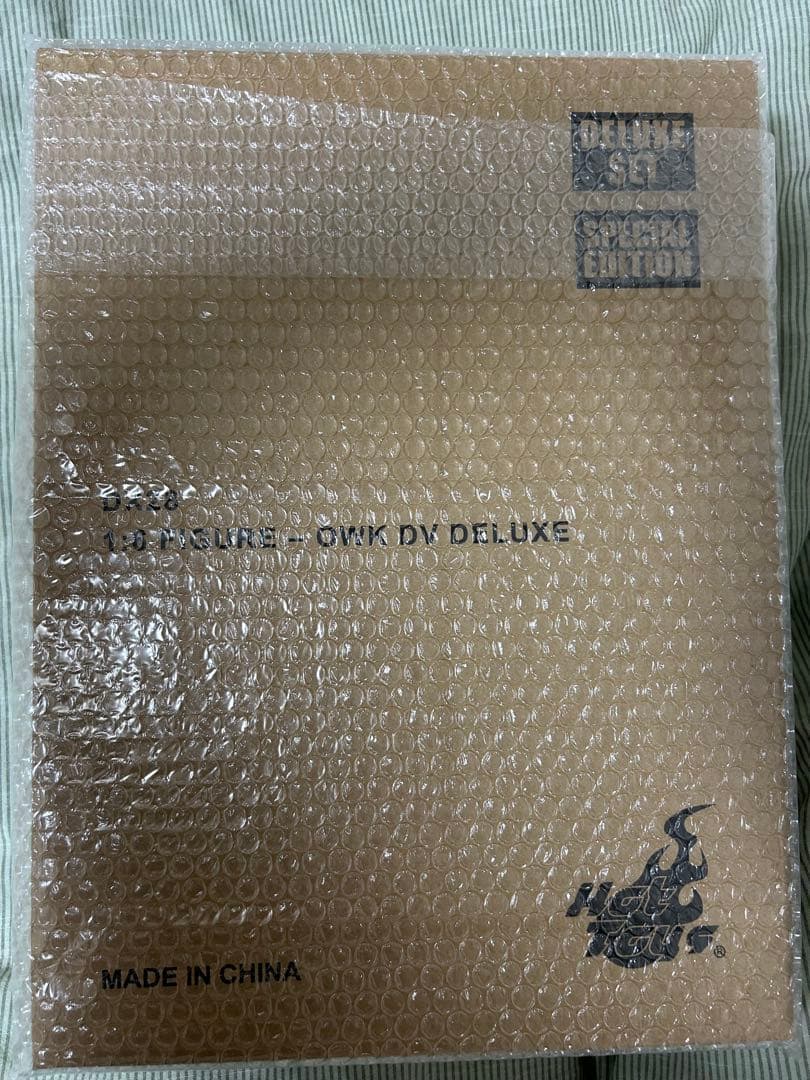 DELUXE
SET
SPECIAL
EDITION
DX28
1:6 FIGURE – OWK DV DELUXE
Hot
Toys®
MADE IN CHINA